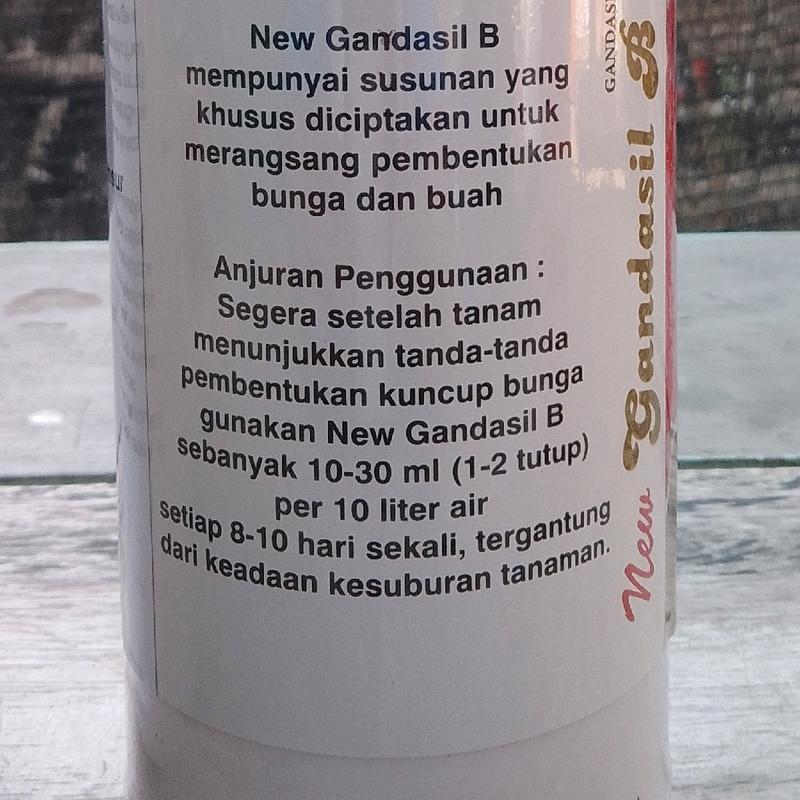 New Gandasil B
mempunyai susunan yang
khusus diciptakan untuk
merangsang pembentukan
bunga dan buah
Anjuran Penggunaan :
Segera setelah tanam
menunjukkan tanda-tanda
pembentukan kuncup bunga
gunakan New Gandasil B
sebanyak 10-30 ml (1-2 tutup)
per 10 liter air
setiap 8-10 hari sekali, tergantung
dari keadaan kesuburan tanaman.
New Gandasil B